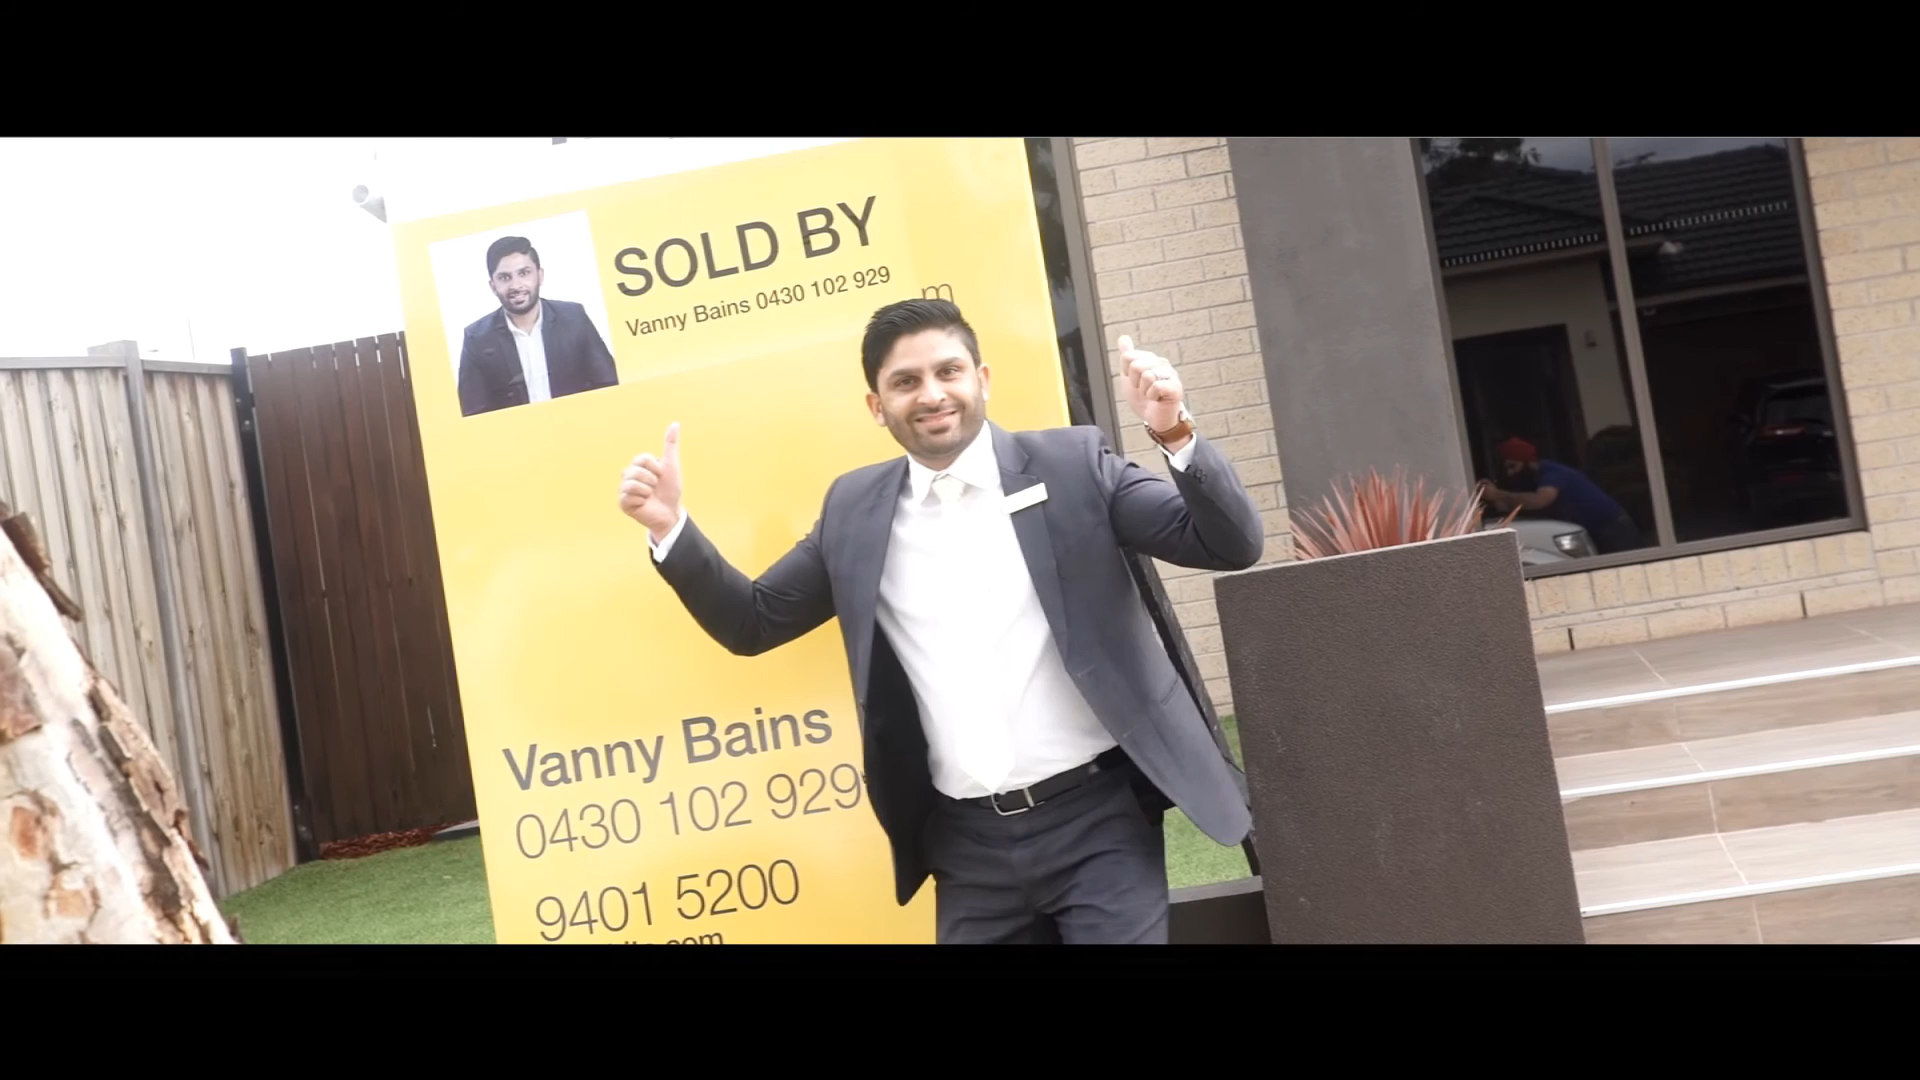 SOLD BY
Vanny Bains 0430 102 929
m
Vanny Bains
0430 102 929
9401 5200